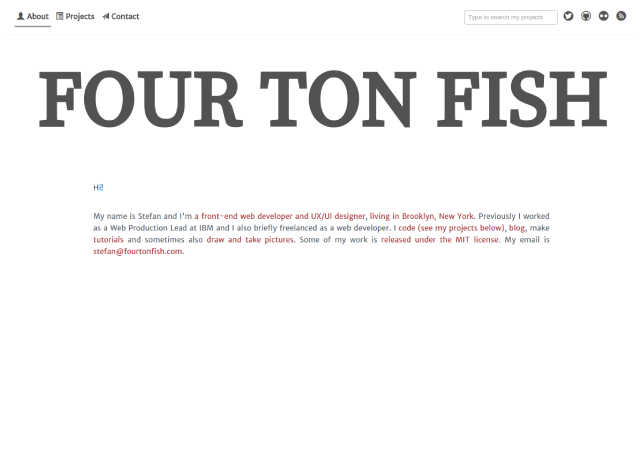 About Projects Contact Type to search my projects
FOUR TON FISH
Hi!
My name is Stefan and I'm a front-end web developer and UX/UI designer, living in Brooklyn, New York. Previously I worked
as a Web Production Lead at IBM and I also briefly freelanced as a web developer. I code (see my projects below), blog, make
tutorials and sometimes also draw and take pictures. Some of my work is released under the MIT license. My email is
stefan@fourtonfish.com.